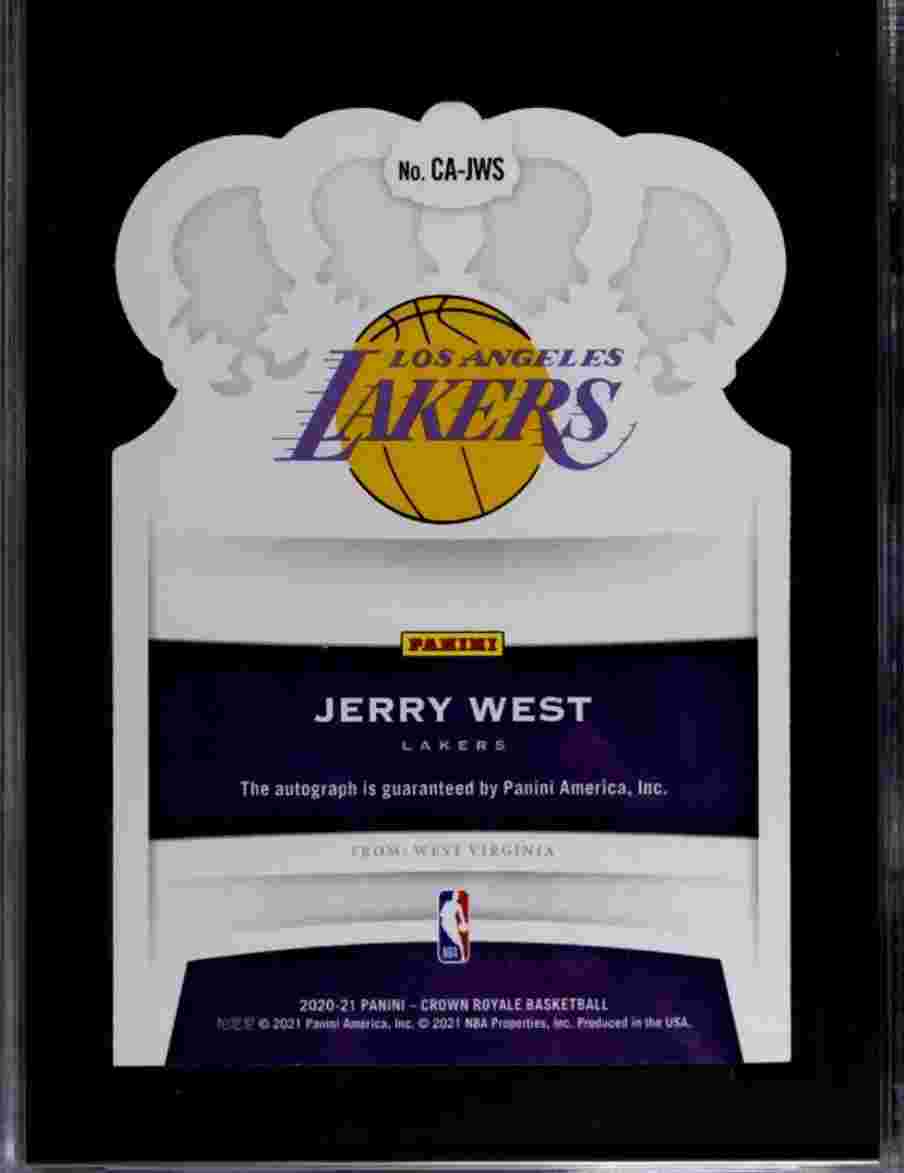 No. CA-JWS
LOS ANGELES
LAKERS
PANINI
JERRY WEST
LAKERS
The autograph is guaranteed by Panini America, Inc.
FROM: WEST VIRGINIA
NBA
2020-21 PANINI – CROWN ROYALE BASKETBALL
© 2021 Panini America, Inc. © 2021 NBA Properties, Inc. Produced in the USA.